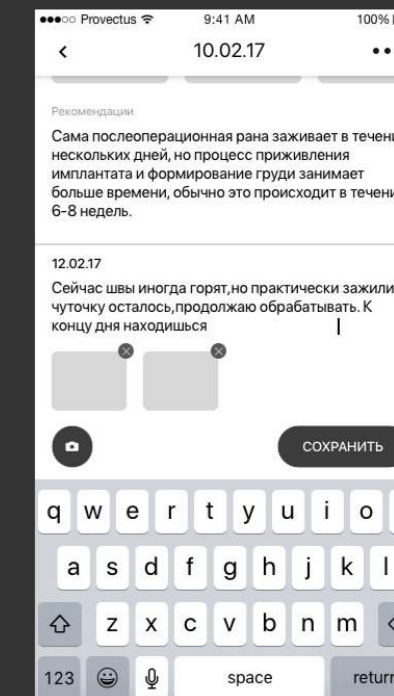 Provectus 9:41 AM 100%
10.02.17
Рекомендации
Сама послеоперационная рана заживает в течени
нескольких дней, но процесс приживления
имплантата и формирование груди занимает
больше времени, обычно это происходит в течени
6-8 недель.
12.02.17
Сейчас швы иногда горят,но практически зажили
чуточку осталось,продолжаю обрабатывать. К
концу дня находишься
СОХРАНИТЬ
q w e r t y u i o
a s d f g h j k l
z x c v b n m
123 space return